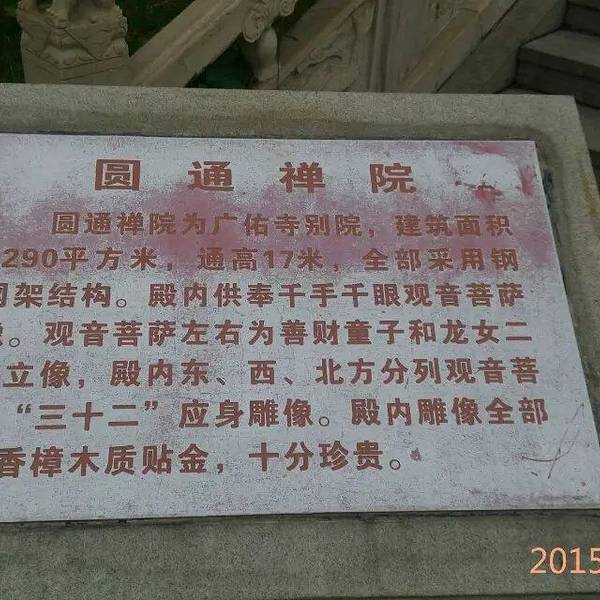 圆通禅院
圆通禅院为广佑寺别院，建筑面积
290平方米，通高17米，全部采用钢
架结构。殿内供奉千手千眼观音菩萨
。观音菩萨左右为善财童子和龙女二
立像，殿内东、西、北方分列观音菩
“三十二”应身雕像。殿内雕像全部
香樟木质贴金，十分珍贵。
2015